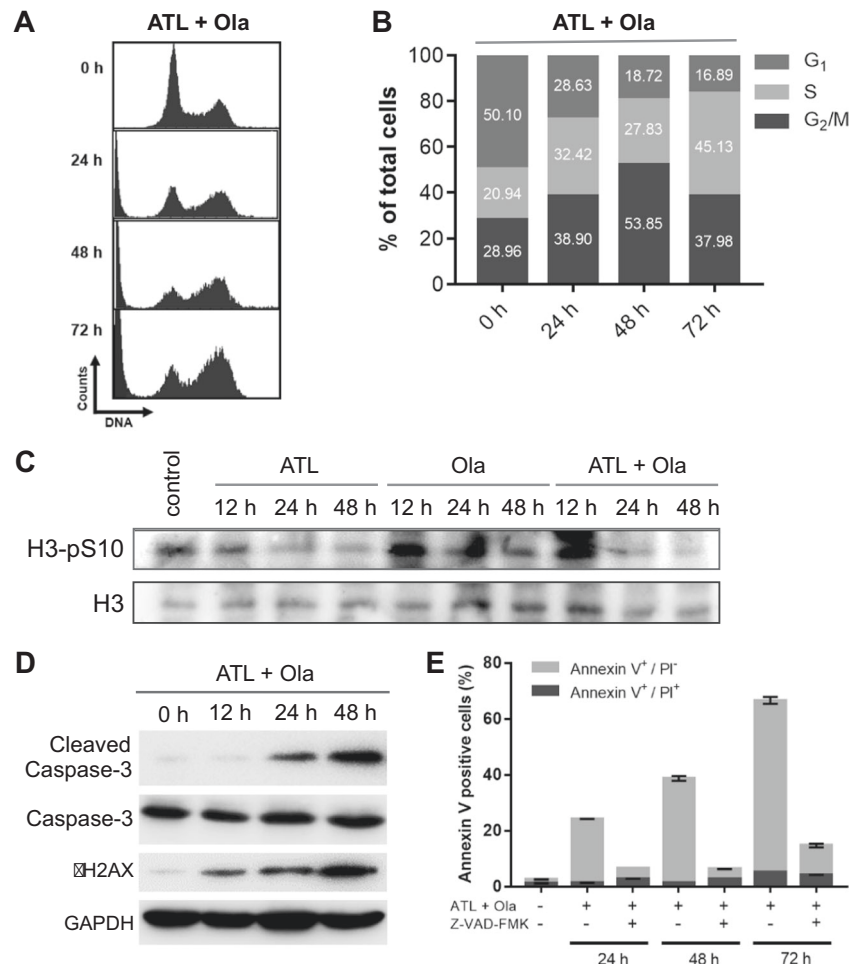 A
ATL + Ola
0 h
24 h
48 h
72 h
Counts
DNA
B
ATL + Ola
% of total cells
100
80
60
40
20
0
50.10
20.94
28.96
28.63
32.42
38.90
18.72
27.83
53.85
16.89
45.13
37.98
0 h
24 h
48 h
72 h
G₁
S
G₂/M
C
control
ATL
Ola
ATL + Ola
12 h 24 h 48 h 12 h 24 h 48 h 12 h 24 h 48 h
H3-pS10
H3
D
ATL + Ola
0 h 12 h 24 h 48 h
Cleaved
Caspase-3
Caspase-3
H2AX
GAPDH
E
Annexin V positive cells (%)
80
60
40
20
0
Annexin V⁺ / PI⁻
Annexin V⁺ / PI⁺
ATL + Ola - + + + + + +
Z-VAD-FMK - - + - + - +
24 h 48 h 72 h